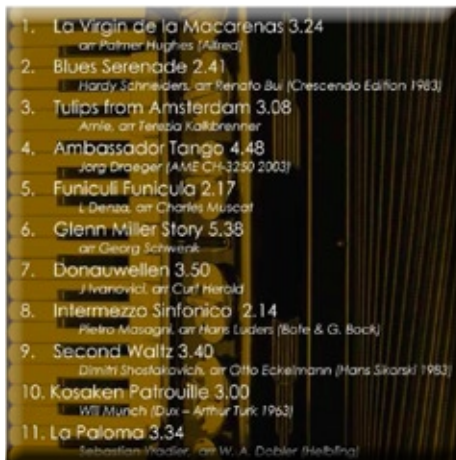 1. La Virgin de la Macarenas 3.24
arr Palmer Hughes (Alfred)
2. Blues Serenade 2.41
Hardy Schneiders, arr Renato Bui (Crescendo Edition 1983)
3. Tulips from Amsterdam 3.08
Arnie, arr Terezia Kalkbrenner
4. Ambassador Tango 4.48
Jorg Draeger (AME CH-3250 2003)
5. Funiculi Funicula 2.17
L Denza, arr Charles Muscat
6. Glenn Miller Story 5.38
arr Georg Schwenk
7. Donauwellen 3.50
J Ivanovici, arr Curt Herold
8. Intermezzo Sinfonico 2.14
Pietro Masagni, arr Hans Luders (Bote & G. Bock)
9. Second Waltz 3.40
Dimitri Shostakovich, arr Otto Eckelmann (Hans Sikorski 1983)
10. Kosaken Patrouille 3.00
Will Munch (Dux – Arthur Turk 1963)
11. La Paloma 3.34
Sebastian Yradier, arr W. A. Dobler (Helbling)